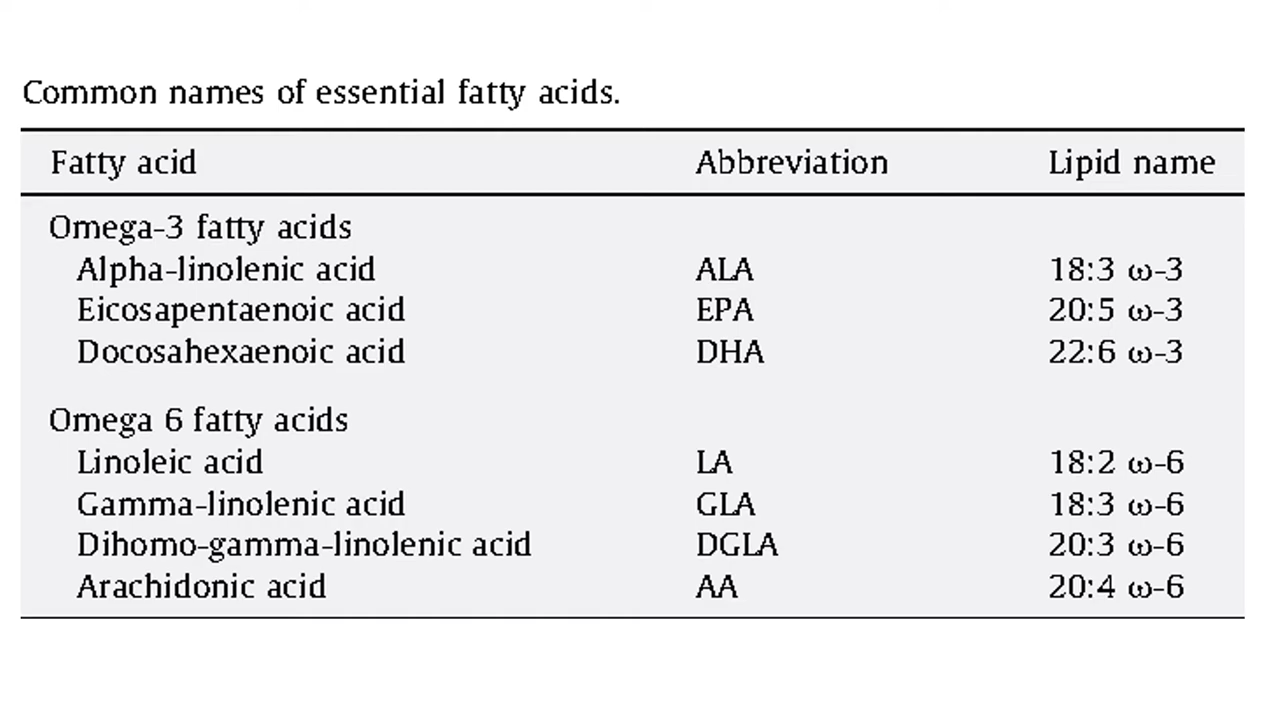 Common names of essential fatty acids.
Fatty acid Abbreviation Lipid name
Omega-3 fatty acids
Alpha-linolenic acid ALA 18:3 ω-3
Eicosapentaenoic acid EPA 20:5 ω-3
Docosahexaenoic acid DHA 22:6 ω-3
Omega 6 fatty acids
Linoleic acid LA 18:2 ω-6
Gamma-linolenic acid GLA 18:3 ω-6
Dihomo-gamma-linolenic acid DGLA 20:3 ω-6
Arachidonic acid AA 20:4 ω-6